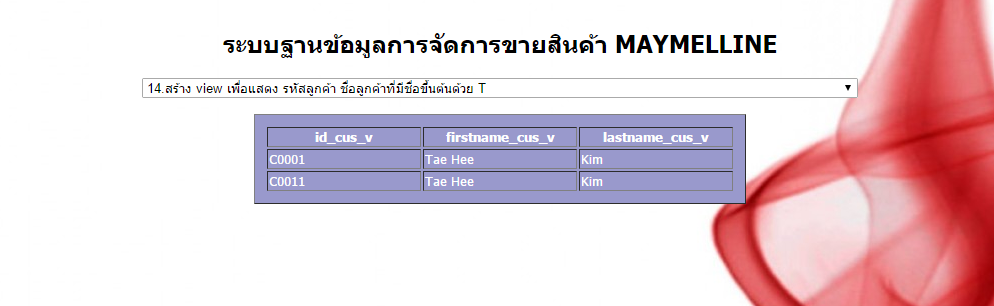 ระบบฐานข้อมูลการจัดการขายสินค้า MAYMELLINE
14.สร้าง view เพื่อแสดง รหัสลูกค้า ชื่อลูกค้าที่มีชื่อขึ้นต้นด้วย T
id_cus_v firstname_cus_v lastname_cus_v
C0001 Tae Hee Kim
C0011 Tae Hee Kim